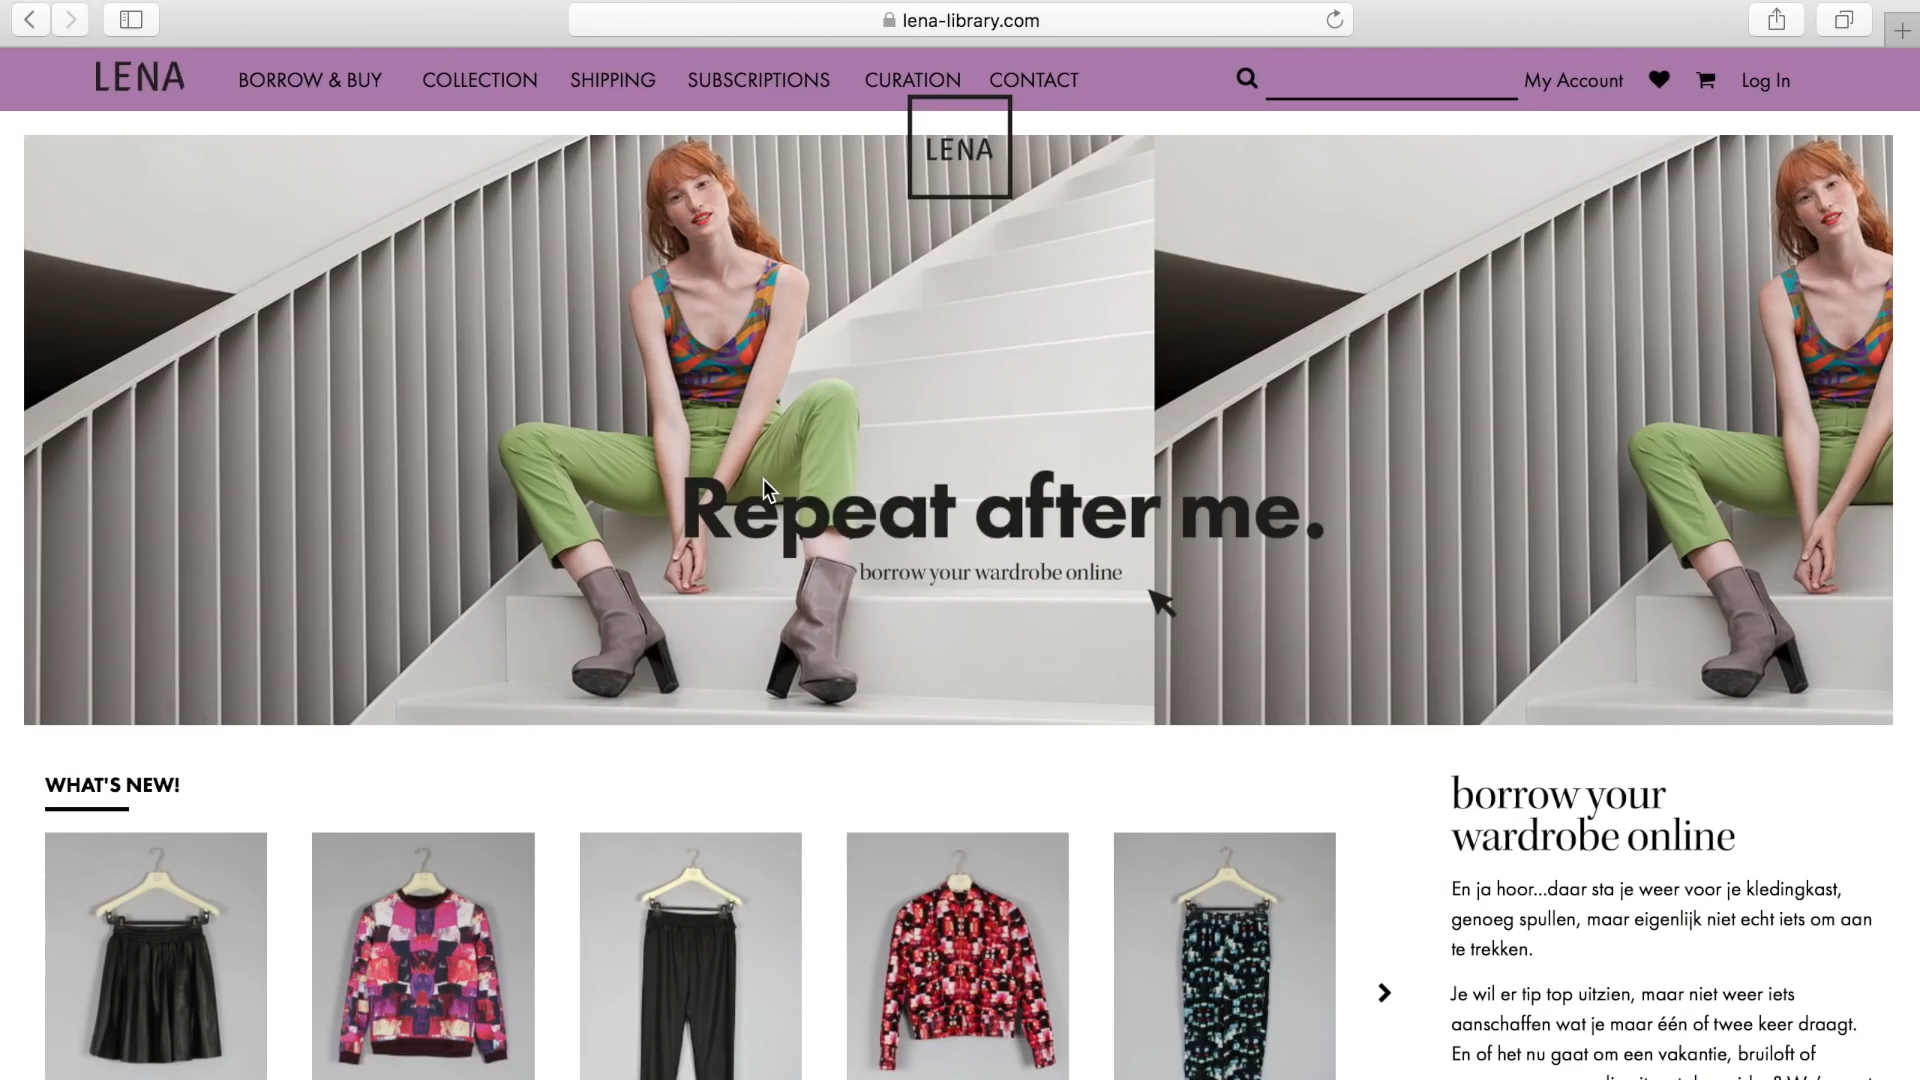 lena-library.com
LENA BORROW & BUY COLLECTION SHIPPING SUBSCRIPTIONS CURATION CONTACT My Account Log In
LENA
Repeat after me.
borrow your wardrobe online
WHAT'S NEW!
borrow your
wardrobe online
En ja hoor...daar sta je weer voor je kledingkast,
genoeg spullen, maar eigenlijk niet echt iets om aan
te trekken.
Je wil er tip top uitzien, maar niet weer iets
aanschaffen wat je maar één of twee keer draagt.
En of het nu gaat om een vakantie, bruiloft of